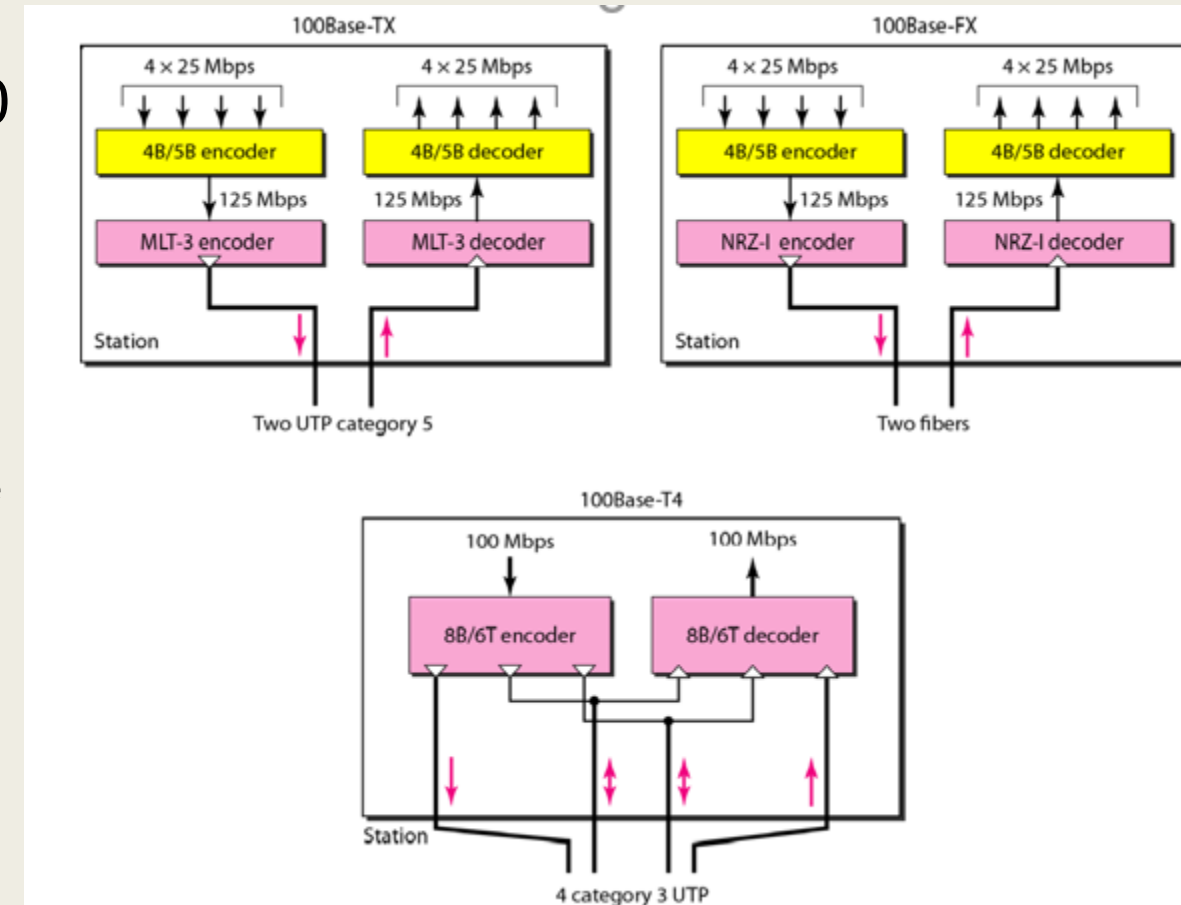 100Base-TX
4 × 25 Mbps
4 × 25 Mbps
4B/5B encoder
4B/5B decoder
125 Mbps
125 Mbps
MLT-3 encoder
MLT-3 decoder
Station
Two UTP category 5
100Base-FX
4 × 25 Mbps
4 × 25 Mbps
4B/5B encoder
4B/5B decoder
125 Mbps
125 Mbps
NRZ-I encoder
NRZ-I decoder
Station
Two fibers
100Base-T4
100 Mbps
100 Mbps
8B/6T encoder
8B/6T decoder
Station
4 category 3 UTP